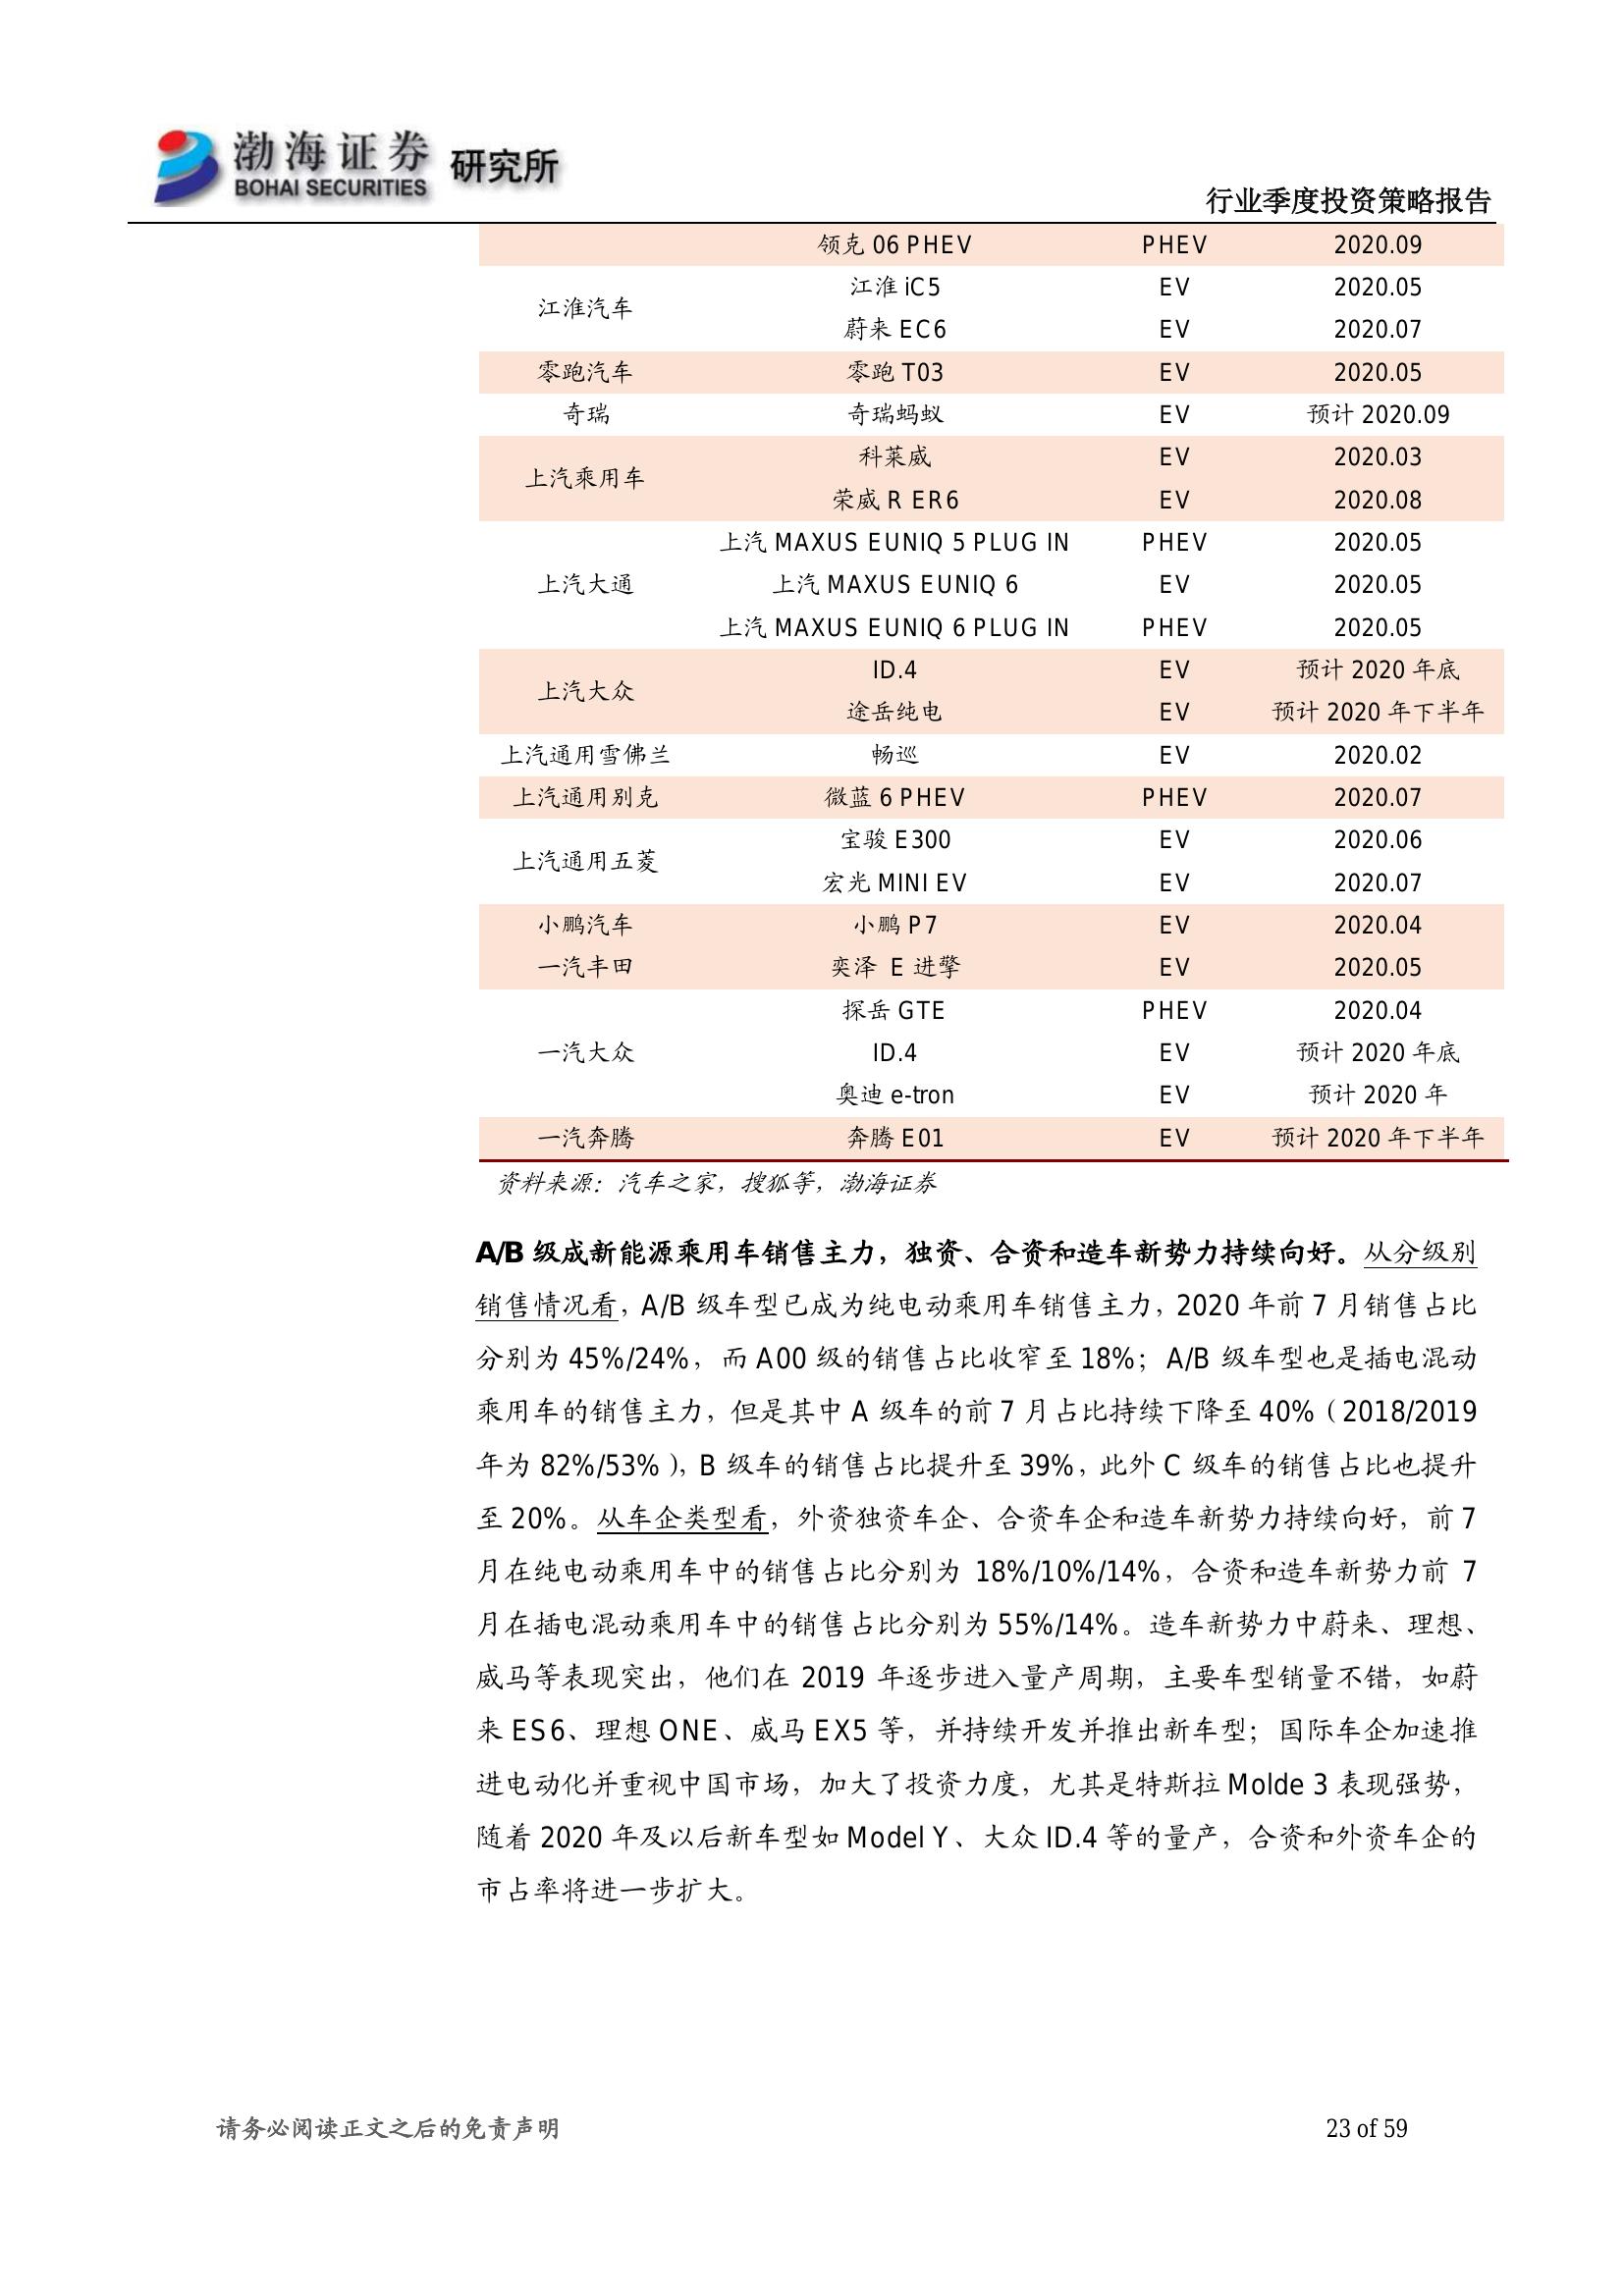 渤海证券 研究所
BOHAI SECURITIES
行业季度投资策略报告
领克 06 PHEV PHEV 2020.09
江淮汽车 江淮 iC5 EV 2020.05
蔚来 EC6 EV 2020.07
零跑汽车 零跑 T03 EV 2020.05
奇瑞 奇瑞蚂蚁 EV 预计 2020.09
上汽乘用车 科莱威 EV 2020.03
荣威 R ER6 EV 2020.08
上汽 MAXUS EUNIQ 5 PLUG IN PHEV 2020.05
上汽大通 上汽 MAXUS EUNIQ 6 EV 2020.05
上汽 MAXUS EUNIQ 6 PLUG IN PHEV 2020.05
上汽大众 ID.4 EV 预计 2020 年底
途岳纯电 EV 预计 2020 年下半年
上汽通用雪佛兰 畅巡 EV 2020.02
上汽通用别克 微蓝 6 PHEV PHEV 2020.07
上汽通用五菱 宝骏 E300 EV 2020.06
宏光 MINI EV EV 2020.07
小鹏汽车 小鹏 P7 EV 2020.04
一汽丰田 奕泽 E 进擎 EV 2020.05
探岳 GTE PHEV 2020.04
一汽大众 ID.4 EV 预计 2020 年底
奥迪 e-tron EV 预计 2020 年
一汽奔腾 奔腾 E01 EV 预计 2020 年下半年
资料来源：汽车之家，搜狐等，渤海证券
A/B 级成新能源乘用车销售主力，独资、合资和造车新势力持续向好。从分级别
销售情况看，A/B 级车型已成为纯电动乘用车销售主力，2020 年前 7 月销售占比
分别为 45%/24%，而 A00 级的销售占比收窄至 18%；A/B 级车型也是插电混动
乘用车的销售主力，但是其中 A 级车的前 7 月占比持续下降至 40%（2018/2019
年为 82%/53%），B 级车的销售占比提升至 39%，此外 C 级车的销售占比也提升
至 20%。从车企类型看，外资独资车企、合资车企和造车新势力持续向好，前 7
月在纯电动乘用车中的销售占比分别为 18%/10%/14%，合资和造车新势力前 7
月在插电混动乘用车中的销售占比分别为 55%/14%。造车新势力中蔚来、理想、
威马等表现突出，他们在 2019 年逐步进入量产周期，主要车型销量不错，如蔚
来 ES6、理想 ONE、威马 EX5 等，并持续开发并推出新车型；国际车企加速推
进电动化并重视中国市场，加大了投资力度，尤其是特斯拉 Molde 3 表现强势，
随着 2020 年及以后新车型如 Model Y、大众 ID.4 等的量产，合资和外资车企的
市占率将进一步扩大。
请务必阅读正文之后的免责声明 23 of 59